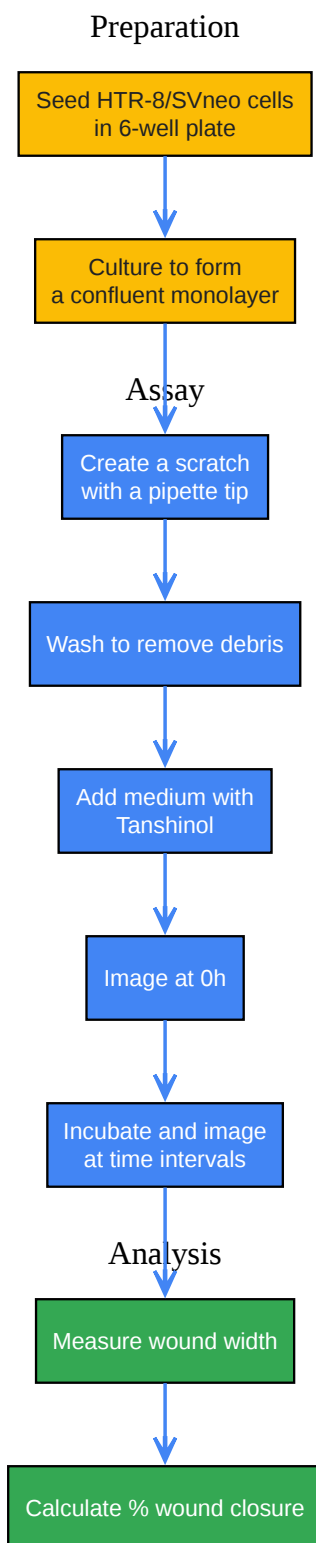 Preparation
Seed HTR-8/SVneo cells
in 6-well plate
Culture to form
a confluent monolayer
Assay
Create a scratch
with a pipette tip
Wash to remove debris
Add medium with
Tanshinol
Image at 0h
Incubate and image
at time intervals
Analysis
Measure wound width
Calculate % wound closure